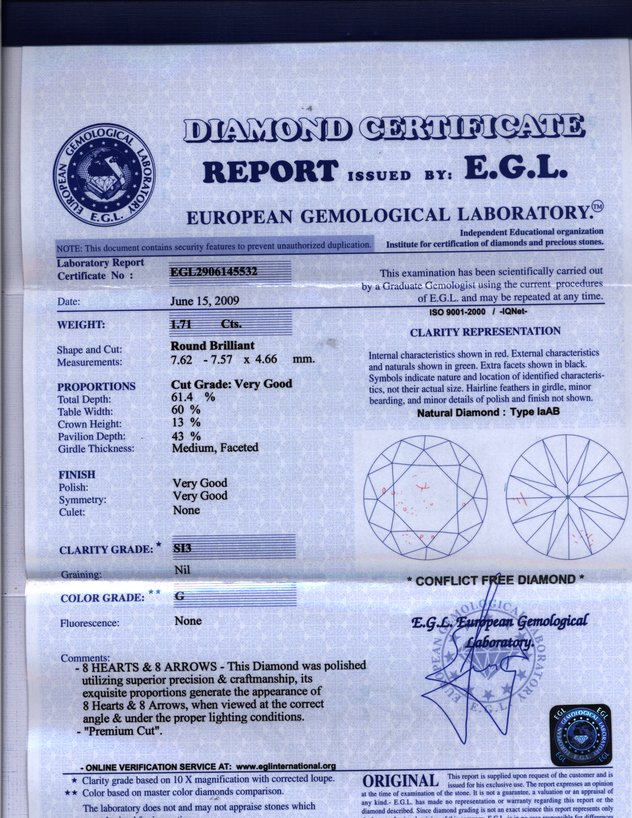 DIAMOND CERTIFICATE
REPORT ISSUED BY: E.G.L.
EUROPEAN GEMOLOGICAL LABORATORY.™
EUROPEAN GEMOLOGICAL LABORATORY
E.G.L.
Independent Educational organization
Institute for certification of diamonds and precious stones.
NOTE: This document contains security features to prevent unauthorized duplication.
Laboratory Report
Certificate No : EGL2906145532
Date: June 15, 2009
WEIGHT: 1.71 Cts.
Shape and Cut: Round Brilliant
Measurements: 7.62 - 7.57 x 4.66 mm.
PROPORTIONS Cut Grade: Very Good
Total Depth: 61.4 %
Table Width: 60 %
Crown Height: 13 %
Pavilion Depth: 43 %
Girdle Thickness: Medium, Faceted
FINISH
Polish: Very Good
Symmetry: Very Good
Culet: None
CLARITY GRADE: * SI3
Graining: Nil
COLOR GRADE: ** G
Fluorescence: None
Comments:
- 8 HEARTS & 8 ARROWS - This Diamond was polished
utilizing superior precision & craftmanship, its
exquisite proportions generate the appearance of
8 Hearts & 8 Arrows, when viewed at the correct
angle & under the proper lighting conditions.
- "Premium Cut".
- ONLINE VERIFICATION SERVICE AT: www.eglinternational.org
* Clarity grade based on 10 X magnification with corrected loupe.
** Color based on master color diamonds comparison.
The laboratory does not and may not appraise stones which
This examination has been scientifically carried out
by a Graduate Gemologist using the current procedures
of E.G.L. and may be repeated at any time.
ISO 9001-2000 / -IQNet-
CLARITY REPRESENTATION
Internal characteristics shown in red. External characteristics
and naturals shown in green. Extra facets shown in black.
Symbols indicate nature and location of identified characteris-
tics, not their actual size. Hairline feathers in girdle, minor
bearding, and minor details of polish and finish not shown.
Natural Diamond : Type IaAB
* CONFLICT FREE DIAMOND *
E.G.L. European Gemological
Laboratory.
ORIGINAL This report is supplied upon request of the customer and is
issued for his exclusive use. The report expresses an opinion
at the time of examination of the stone. It is not a guarantee, a valuation or an appraisal of
any kind.- E.G.L. has made no representation or warranty regarding this report or the
diamond described. Since diamond grading is not an exact science this report represents only